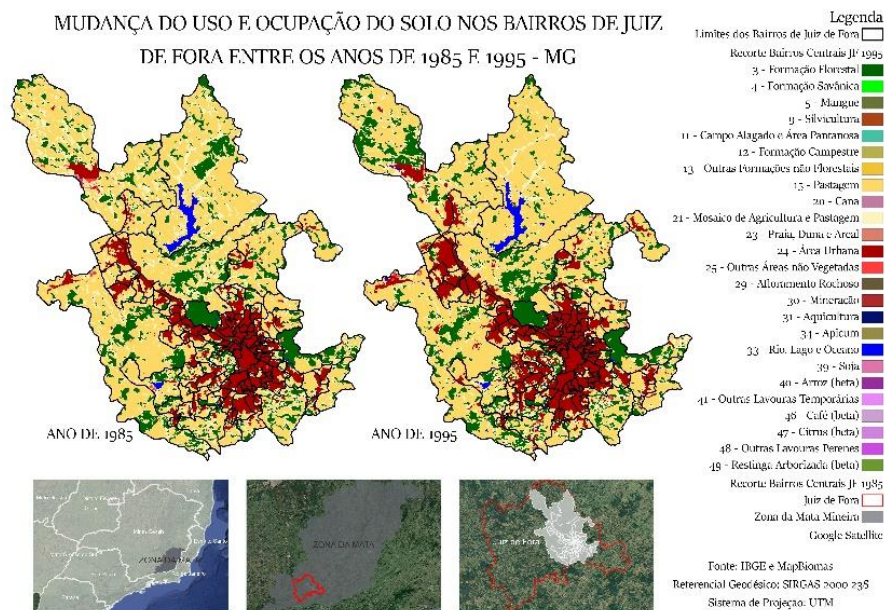 MUDANÇA DO USO E OCUPAÇÃO DO SOLO NOS BAIRROS DE JUIZ
DE FORA ENTRE OS ANOS DE 1985 E 1995 - MG
ANO DE 1985
ANO DE 1995
Legenda
Limites dos Bairros de Juiz de Fora
Recorte Bairros Centrais JF 1995
3 - Formação Florestal
4 - Formação Savânica
5 - Mangue
9 - Silvicultura
11 - Campo Alagado e Área Pantanosa
12 - Formação Campestre
13 - Outras Formações não Florestais
15 - Pastagem
20 - Cana
21 - Mosaico de Agricultura e Pastagem
23 - Praia, Duna e Areal
24 - Área Urbana
25 - Outras Áreas não Vegetadas
29 - Afloramento Rochoso
30 - Mineração
31 - Aquicultura
34 - Apicum
33 - Rio, Lago e Oceano
39 - Soja
40 - Arroz (beta)
41 - Outras Lavouras Temporárias
46 - Café (beta)
47 - Citrus (beta)
48 - Outras Lavouras Perenes
49 - Restinga Arborizada (beta)
Recorte Bairros Centrais JF 1985
Juiz de Fora
Zona da Mata Mineira
Google Satellite
ZONA DA MA
ZONA DA MATA
Juiz de Fora
Fonte: IBGE e MapBiomas
Referencial Geodésico: SIRGAS 2000 23S
Sistema de Projeção: UTM